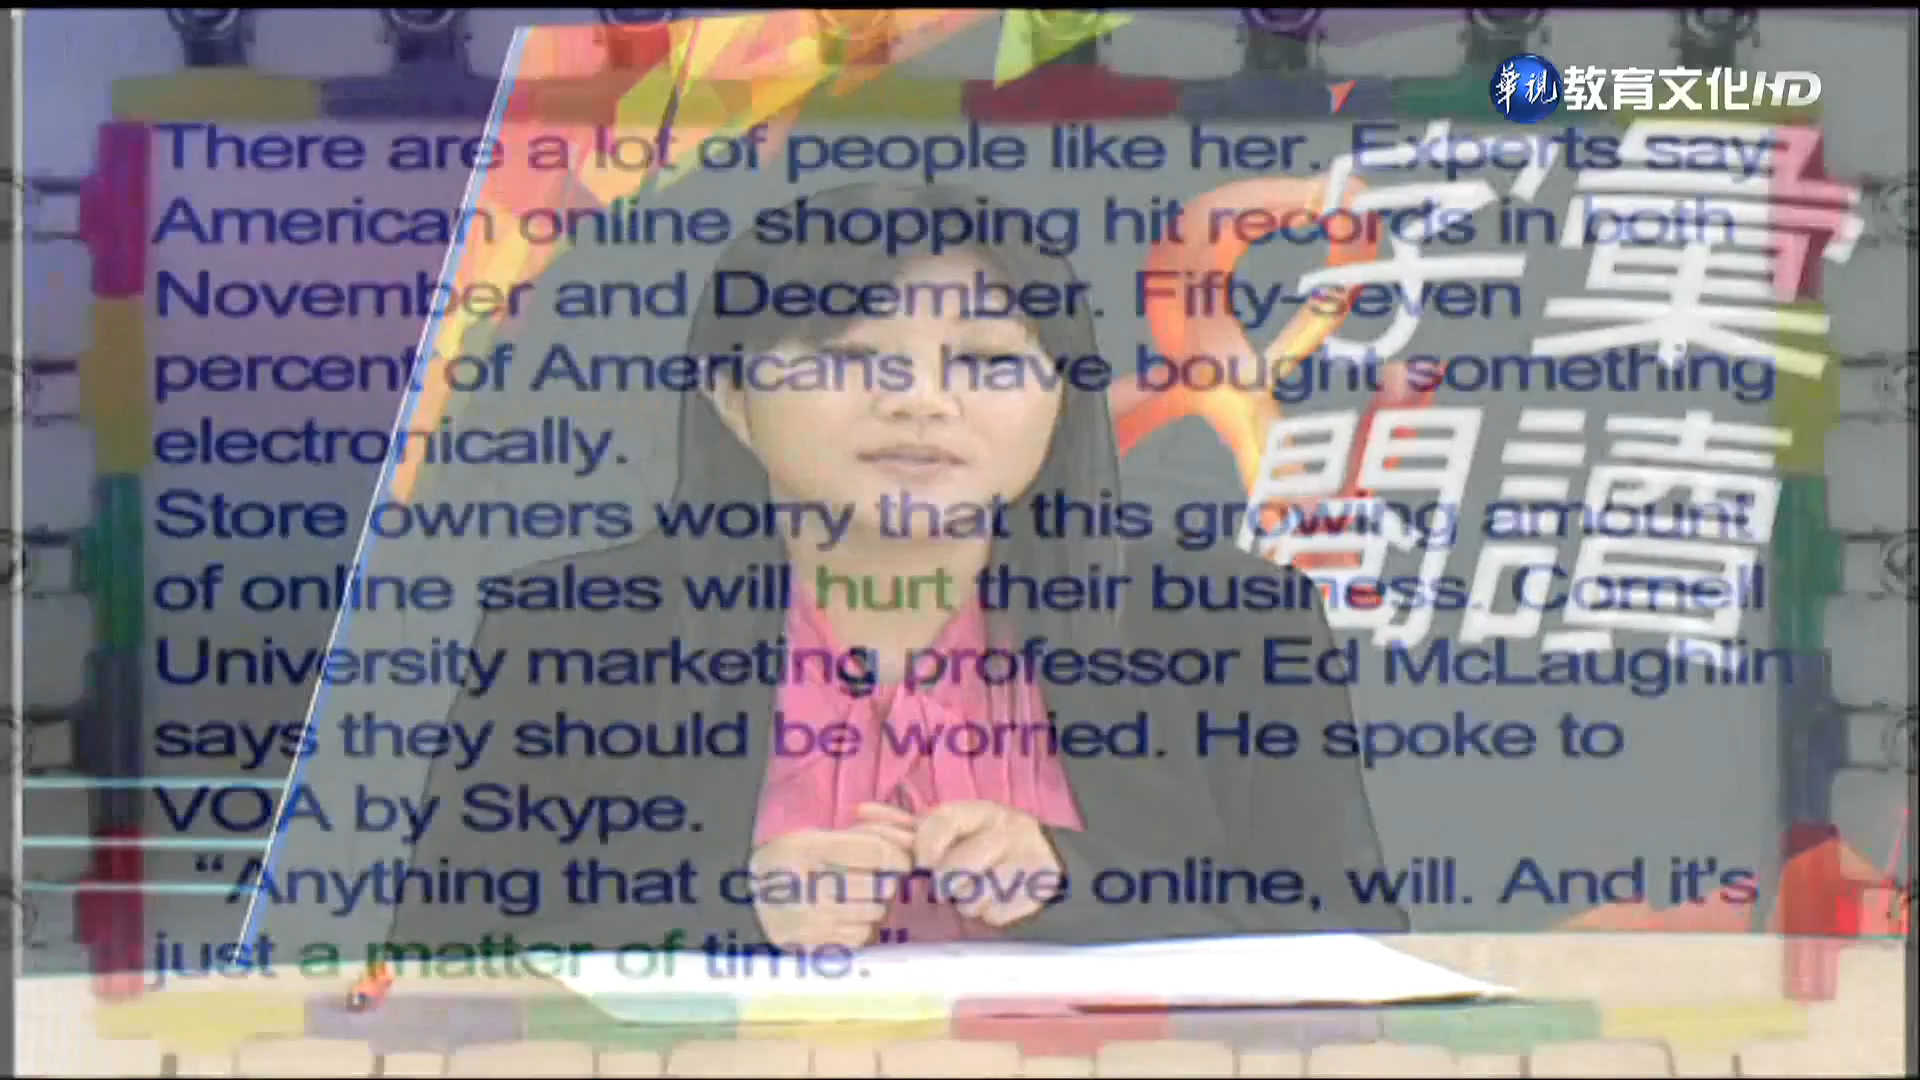 華視 教育文化HD
There are a lot of people like her. Experts say
American online shopping hit records in both
November and December. Fifty-seven
percent of Americans have bought something
electronically.
Store owners worry that this growing amount
of online sales will hurt their business. Cornell
University marketing professor Ed McLaughlin
says they should be worried. He spoke to
VOA by Skype.
“Anything that can move online, will. And it's
just a matter of time.”
字彙
閱讀